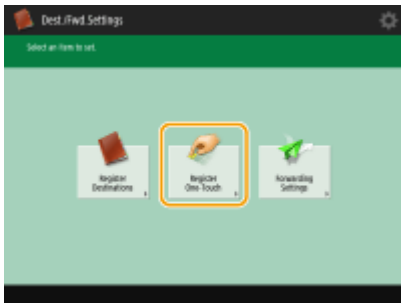 Dest./Fwd.Settings
Select an item to set.
Register
Destinations
Register
One-Touch
Forwarding
Settings